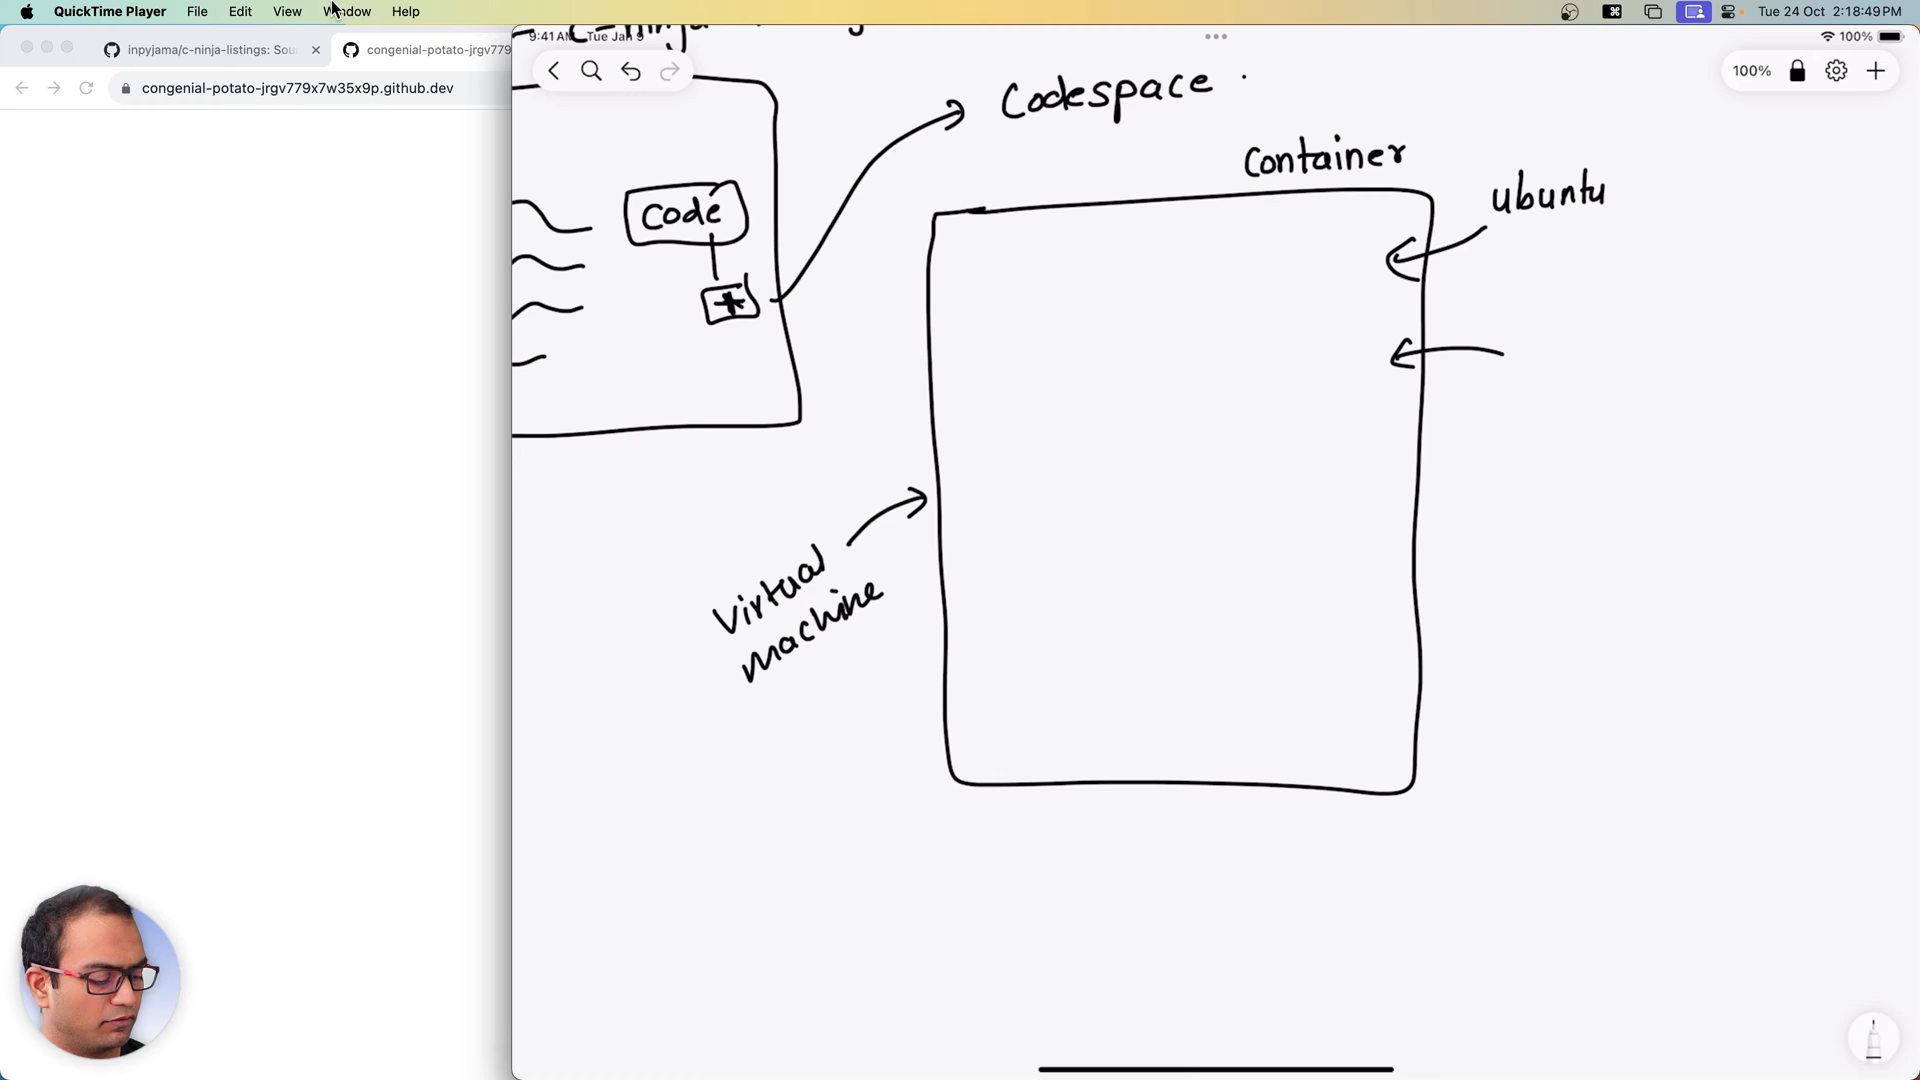 QuickTime Player File Edit View Window Help
Tue 24 Oct 2:18:49 PM
inpyjama/c-ninja-listings: Sou
congenial-potato-jrgv779
congenial-potato-jrgv779x7w35x9p.github.dev
9:41 AM Tue Jan 9
100%
100%
Codespace
Container
ubuntu
code
+
Virtual
machine